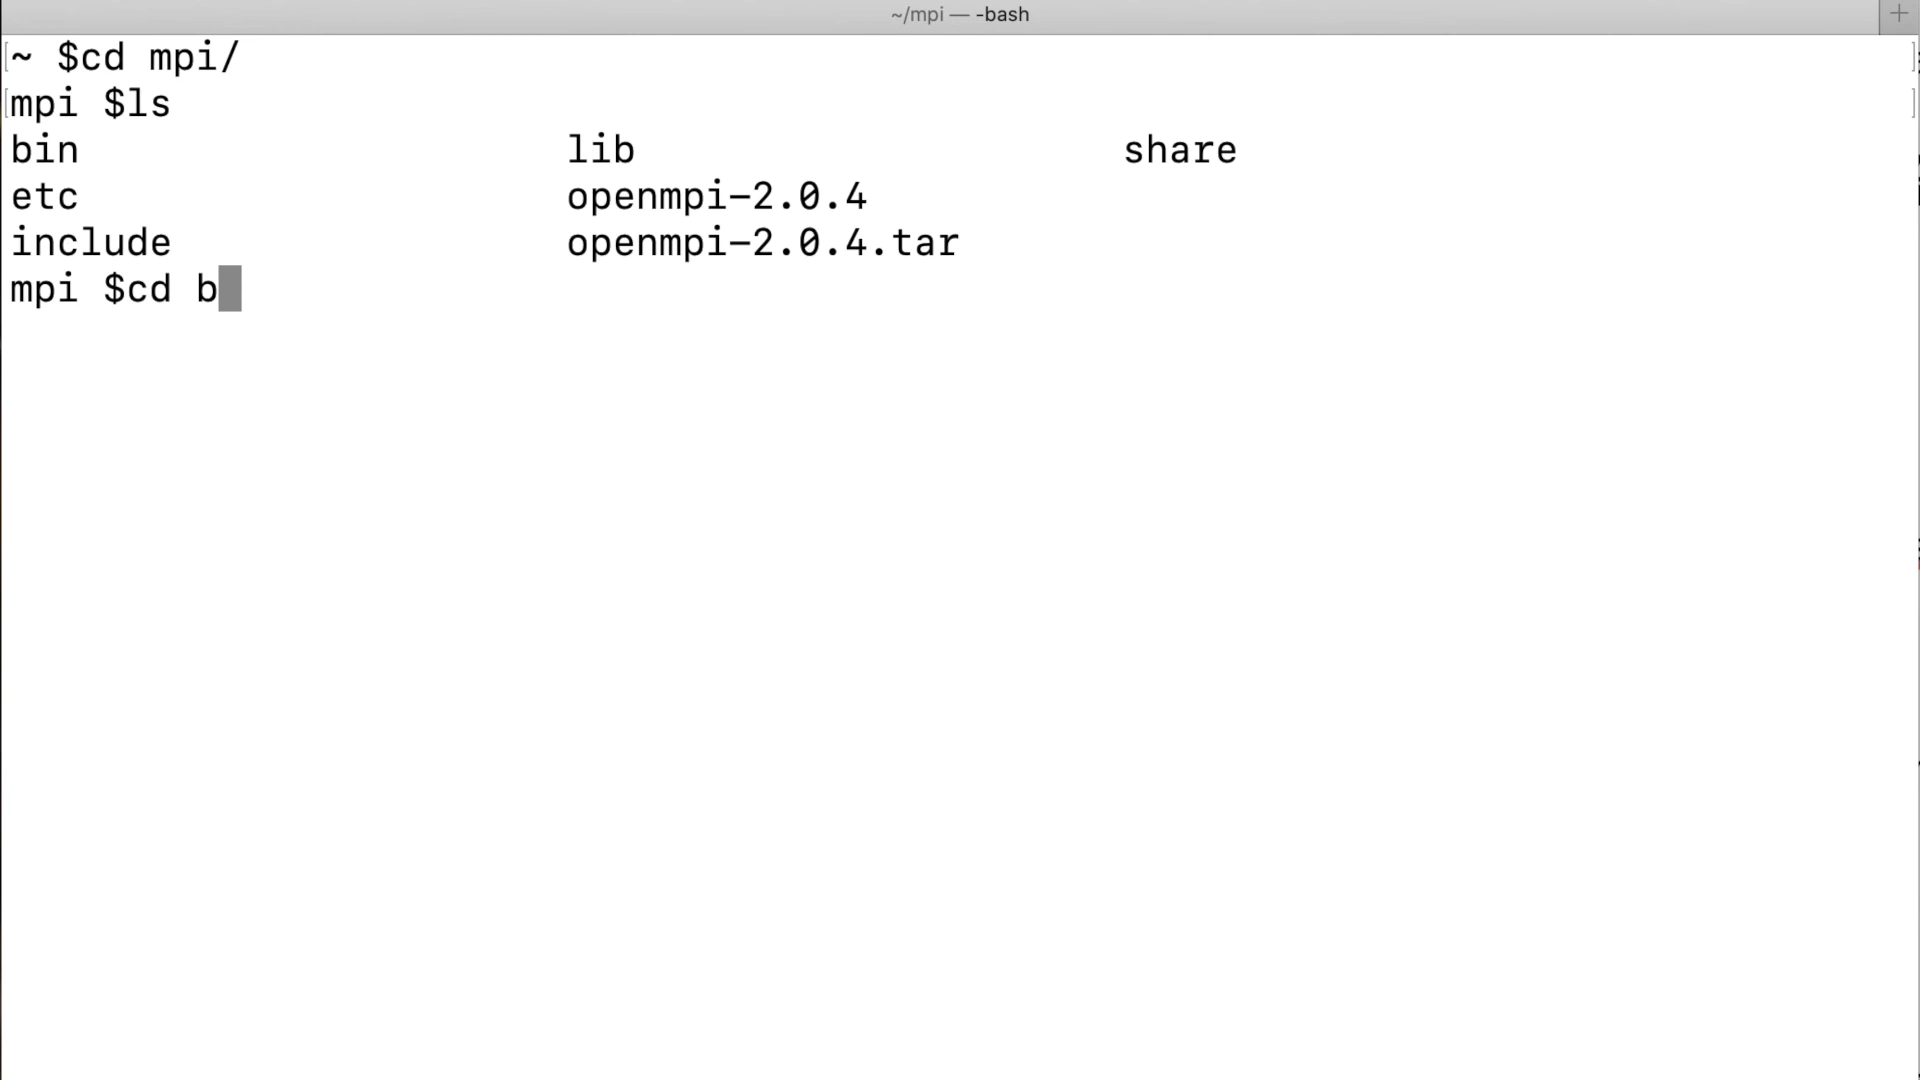 ~/mpi — -bash
~ $cd mpi/
mpi $ls
bin lib share
etc openmpi-2.0.4
include openmpi-2.0.4.tar
mpi $cd b